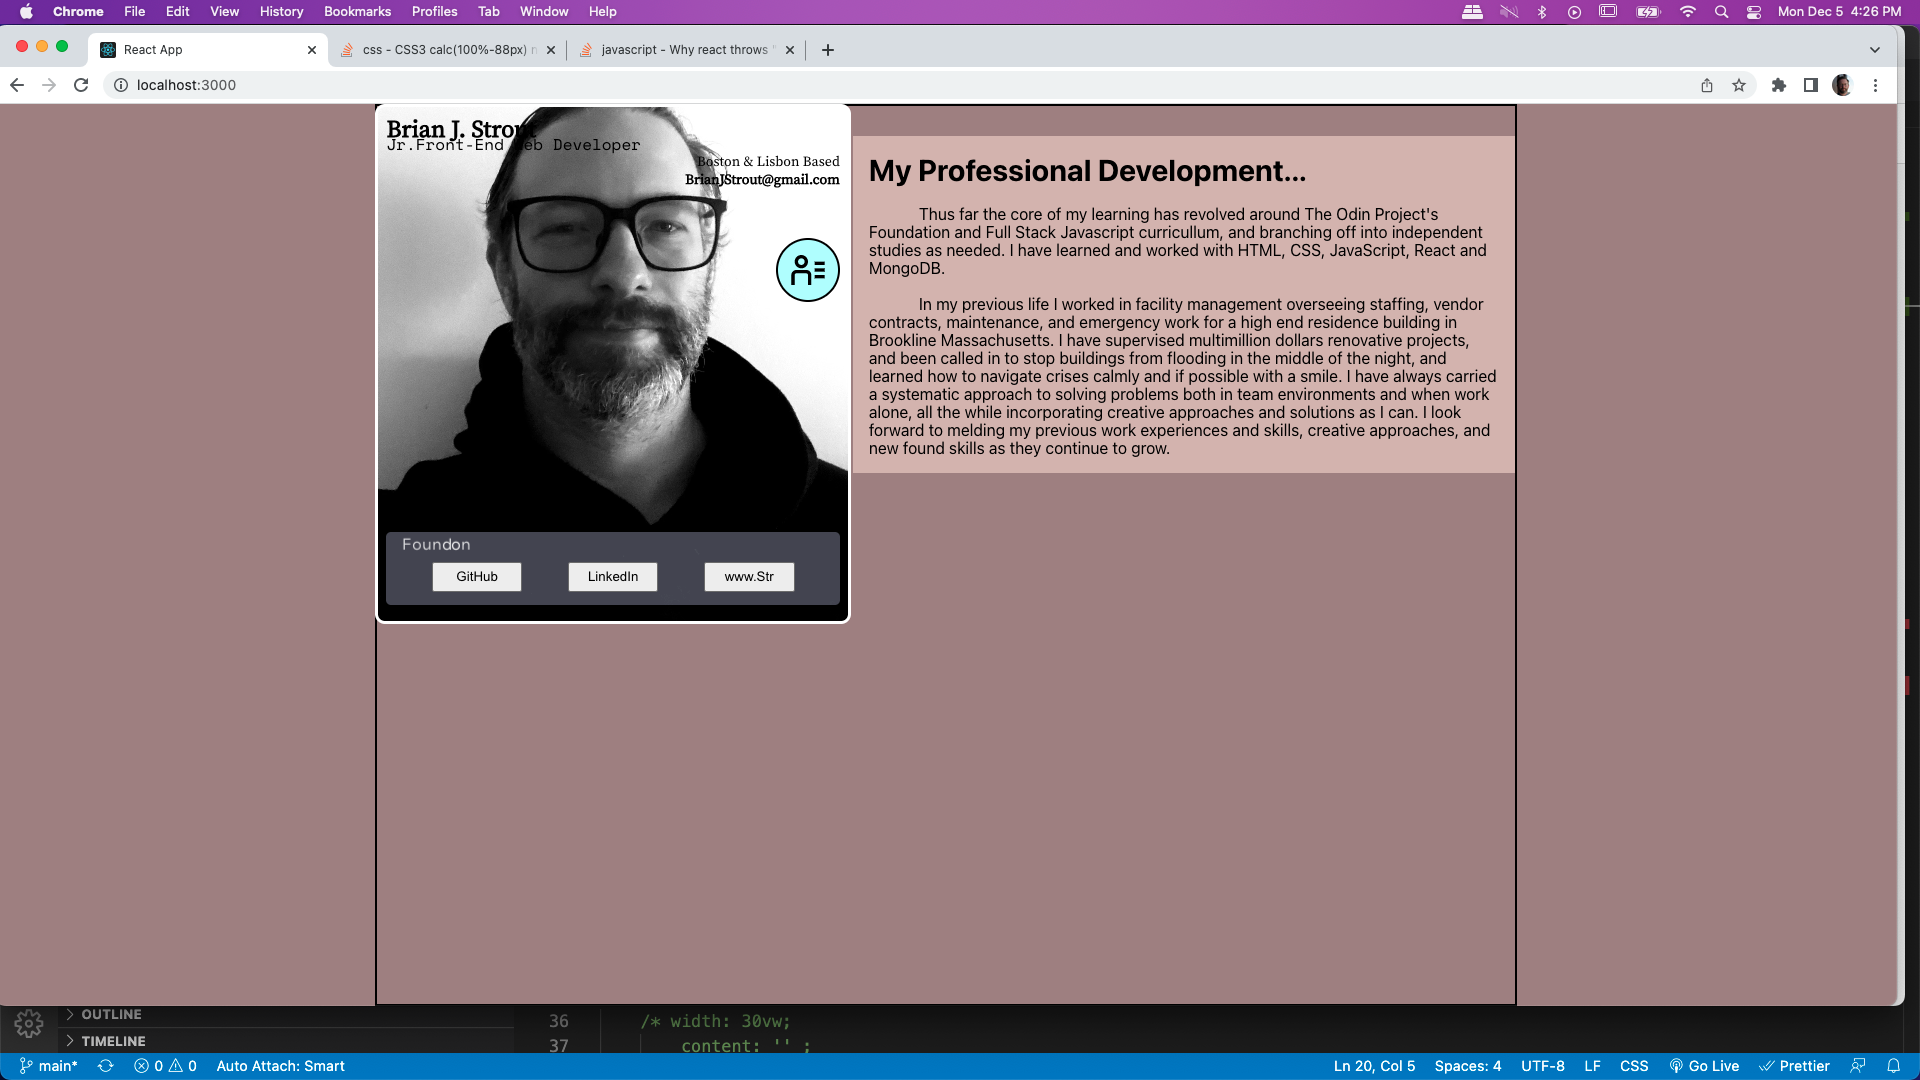 Chrome File Edit View History Bookmarks Profiles Tab Window Help Mon Dec 5 4:26 PM
React App css - CSS3 calc(100%-88px) n javascript - Why react throws "
localhost:3000
Brian J. Strout
Jr.Front-End Web Developer
Boston & Lisbon Based
BrianJStrout@gmail.com
Foundon
GitHub LinkedIn www.Str
My Professional Development...
Thus far the core of my learning has revolved around The Odin Project's
Foundation and Full Stack Javascript curricullum, and branching off into independent
studies as needed. I have learned and worked with HTML, CSS, JavaScript, React and
MongoDB.
In my previous life I worked in facility management overseeing staffing, vendor
contracts, maintenance, and emergency work for a high end residence building in
Brookline Massachusetts. I have supervised multimillion dollars renovative projects,
and been called in to stop buildings from flooding in the middle of the night, and
learned how to navigate crises calmly and if possible with a smile. I have always carried
a systematic approach to solving problems both in team environments and when work
alone, all the while incorporating creative approaches and solutions as I can. I look
forward to melding my previous work experiences and skills, creative approaches, and
new found skills as they continue to grow.
OUTLINE
TIMELINE
36 /* width: 30vw;
37 content: '' ;
main* 0 0 Auto Attach: Smart Ln 20, Col 5 Spaces: 4 UTF-8 LF CSS Go Live Prettier